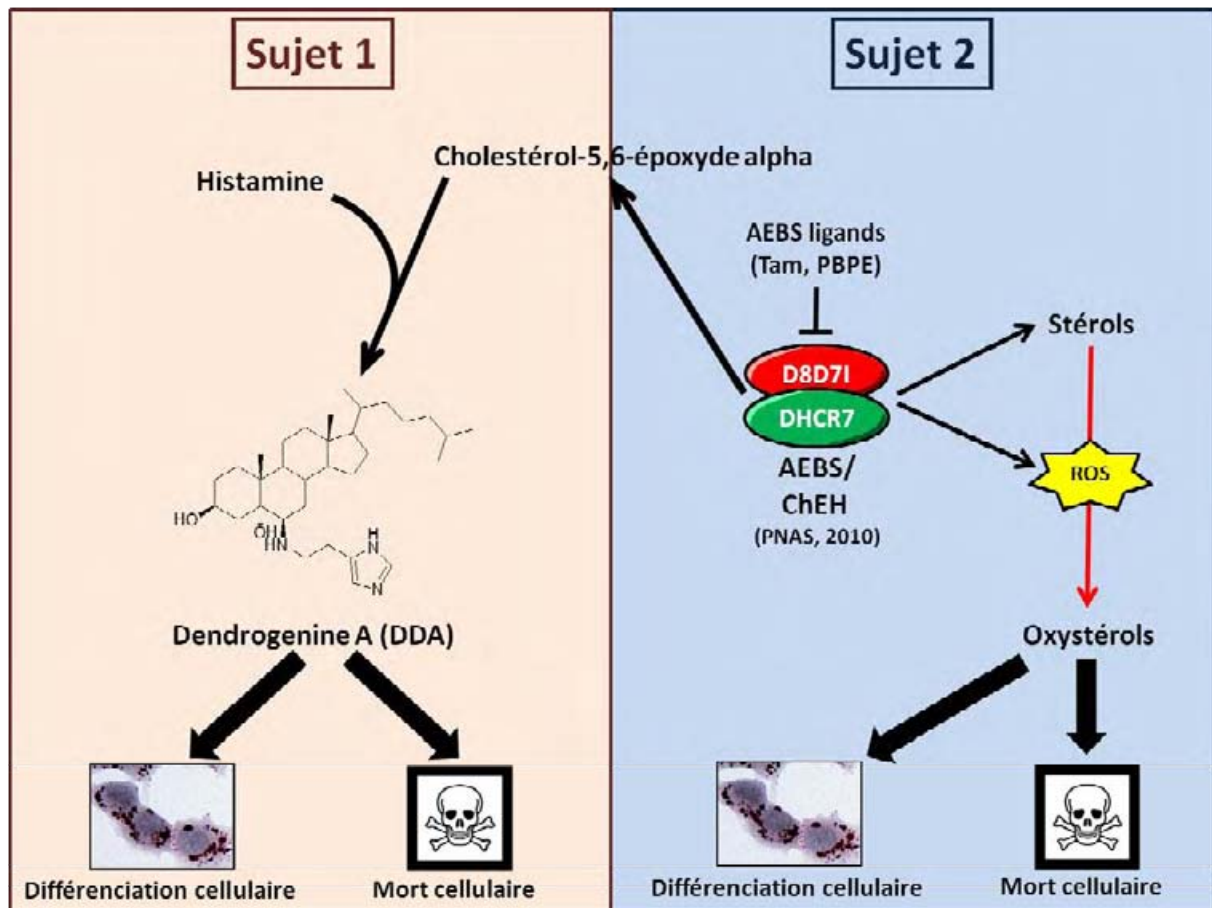 Sujet 1
Histamine
Cholestérol-5,6-époxyde alpha
HO
OH
HN
H
N
N
Dendrogenine A (DDA)
Différenciation cellulaire
Mort cellulaire
Sujet 2
AEBS ligands
(Tam, PBPE)
D8D7I
DHCR7
AEBS/
ChEH
(PNAS, 2010)
Stérols
ROS
Oxystérols
Différenciation cellulaire
Mort cellulaire